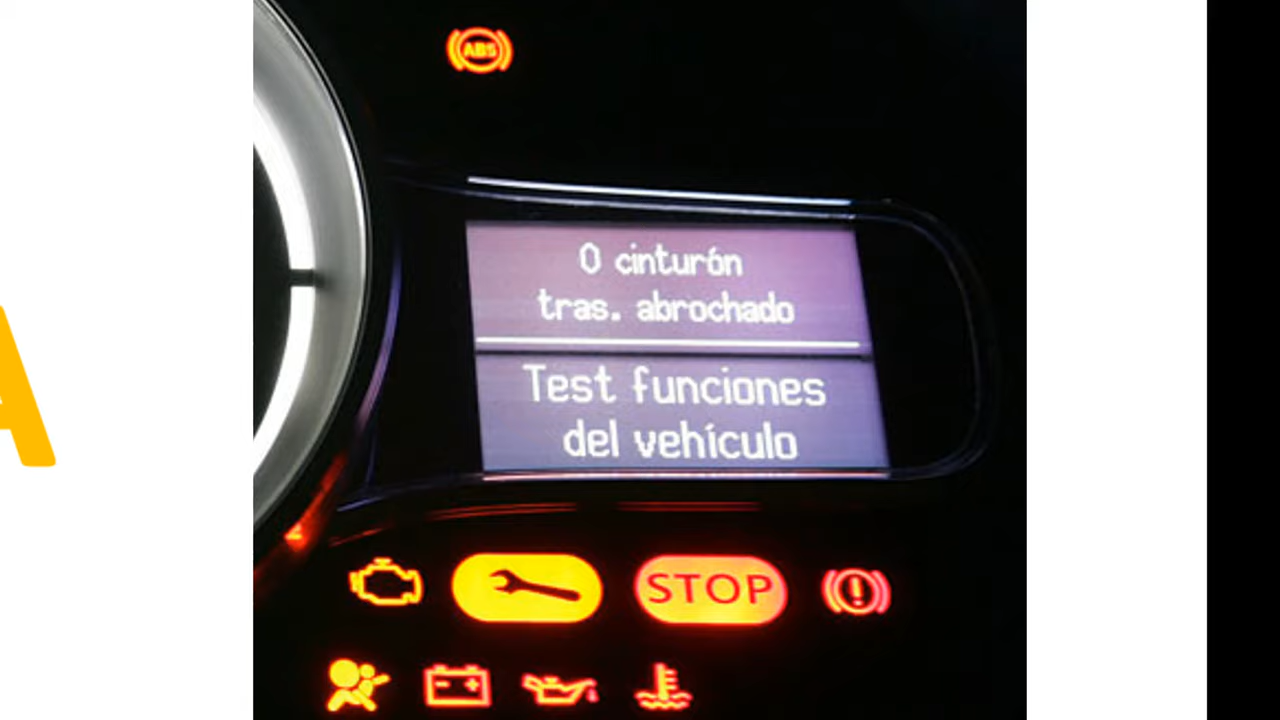 ABS
0 cinturón
tras. abrochado
Test funciones
del vehículo
STOP
A